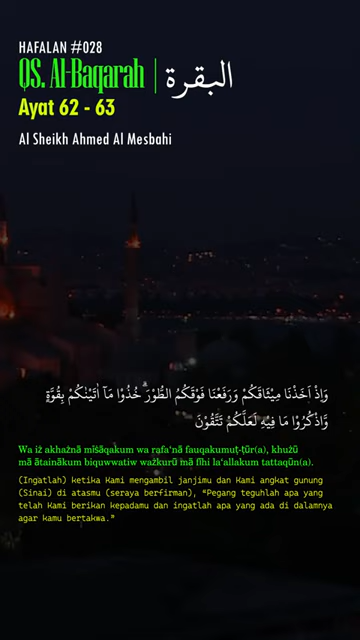 HAFALAN #028
QS. Al-Baqarah | البقرة
Ayat 62 - 63
Al Sheikh Ahmed Al Mesbahi
وَاِذْ اَخَذْنَا مِيْثَاقَكُمْ وَرَفَعْنَا فَوْقَكُمُ الطُّوْرَۗ خُذُوْا مَآ اٰتَيْنٰكُمْ بِقُوَّةٍ
وَّاذْكُرُوْا مَا فِيْهِ لَعَلَّكُمْ تَتَّقُوْنَ
Wa iż akhażnā mīṡāqakum wa rafa‘nā fauqakumuṭ-ṭūr(a), khużū
mā ātainākum biquwwatiw ważkurū mā fīhi la‘allakum tattaqūn(a).
(Ingatlah) ketika Kami mengambil janjimu dan Kami angkat gunung
(Sinai) di atasmu (seraya berfirman), “Pegang teguhlah apa yang
telah Kami berikan kepadamu dan ingatlah apa yang ada di dalamnya
agar kamu bertakwa.”